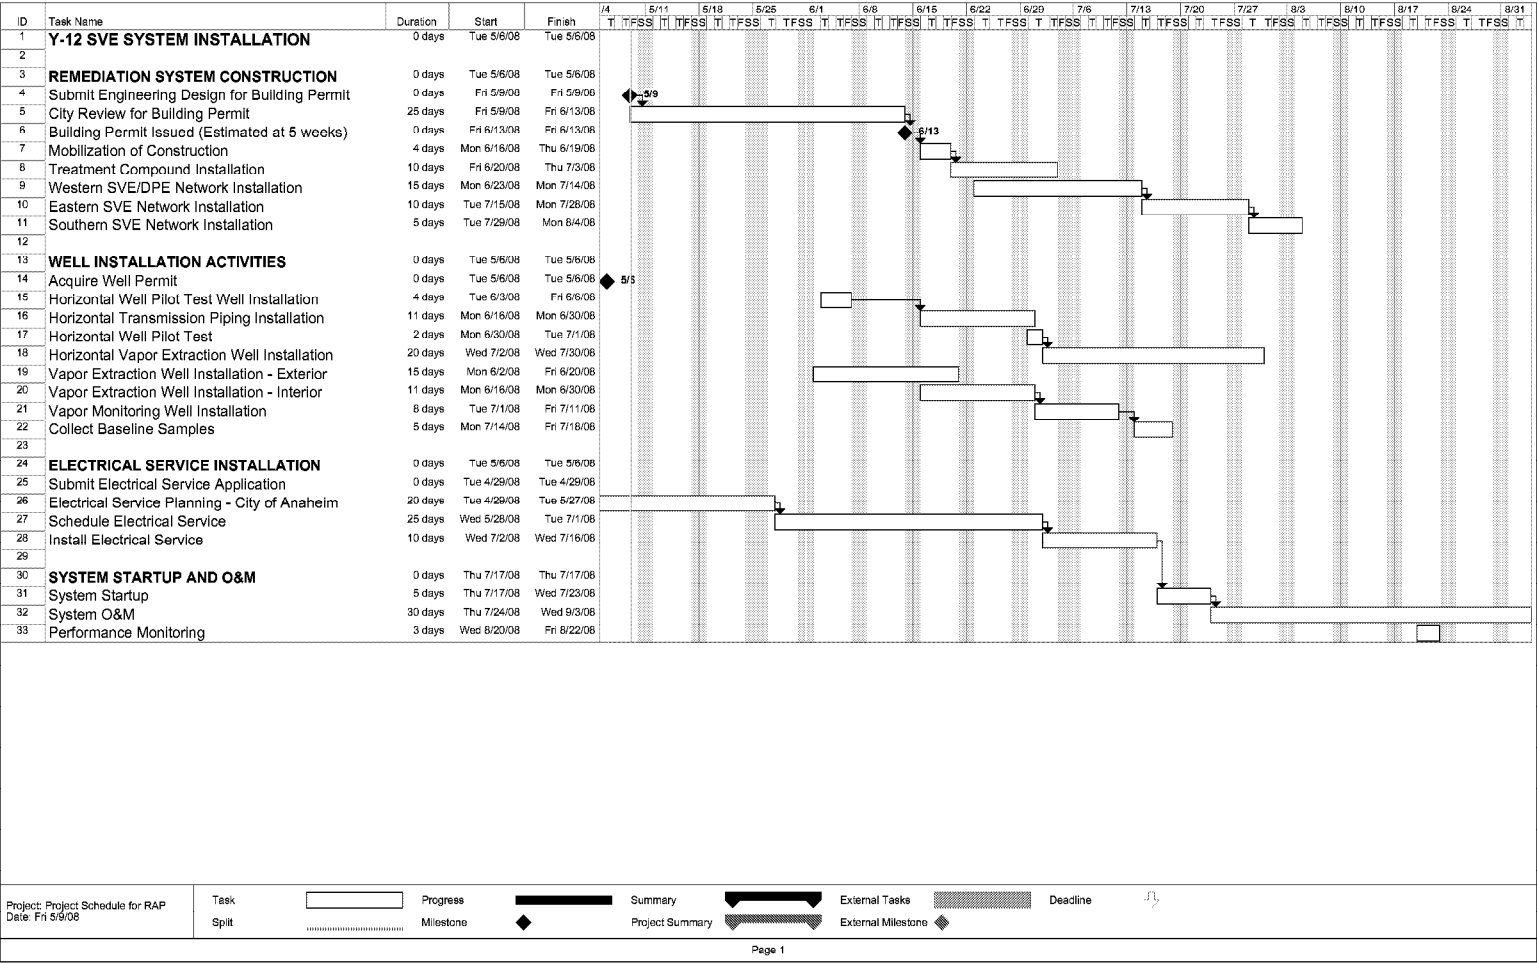 /4 5/11 5/18 5/25 6/1 6/8 6/15 6/22 6/29 7/6 7/13 7/20 7/27 8/3 8/10 8/17 8/24 8/31
ID Task Name Duration Start Finish
1 Y-12 SVE SYSTEM INSTALLATION 0 days Tue 5/6/08 Tue 5/6/08
2
3 REMEDIATION SYSTEM CONSTRUCTION 0 days Tue 5/6/08 Tue 5/6/08
4 Submit Engineering Design for Building Permit 0 days Fri 5/9/08 Fri 5/9/08 5/9
5 City Review for Building Permit 25 days Fri 5/9/08 Fri 6/13/08
6 Building Permit Issued (Estimated at 5 weeks) 0 days Fri 6/13/08 Fri 6/13/08 6/13
7 Mobilization of Construction 4 days Mon 6/16/08 Thu 6/19/08
8 Treatment Compound Installation 10 days Fri 6/20/08 Thu 7/3/08
9 Western SVE/DPE Network Installation 15 days Mon 6/23/08 Mon 7/14/08
10 Eastern SVE Network Installation 10 days Tue 7/15/08 Mon 7/28/08
11 Southern SVE Network Installation 5 days Tue 7/29/08 Mon 8/4/08
12
13 WELL INSTALLATION ACTIVITIES 0 days Tue 5/6/08 Tue 5/6/08
14 Acquire Well Permit 0 days Tue 5/6/08 Tue 5/6/08 5/6
15 Horizontal Well Pilot Test Well Installation 4 days Tue 6/3/08 Fri 6/6/08
16 Horizontal Transmission Piping Installation 11 days Mon 6/16/08 Mon 6/30/08
17 Horizontal Well Pilot Test 2 days Mon 6/30/08 Tue 7/1/08
18 Horizontal Vapor Extraction Well Installation 20 days Wed 7/2/08 Wed 7/30/08
19 Vapor Extraction Well Installation - Exterior 15 days Mon 6/2/08 Fri 6/20/08
20 Vapor Extraction Well Installation - Interior 11 days Mon 6/16/08 Mon 6/30/08
21 Vapor Monitoring Well Installation 8 days Tue 7/1/08 Fri 7/11/08
22 Collect Baseline Samples 5 days Mon 7/14/08 Fri 7/18/08
23
24 ELECTRICAL SERVICE INSTALLATION 0 days Tue 5/6/08 Tue 5/6/08
25 Submit Electrical Service Application 0 days Tue 4/29/08 Tue 4/29/08
26 Electrical Service Planning - City of Anaheim 20 days Tue 4/29/08 Tue 5/27/08
27 Schedule Electrical Service 25 days Wed 5/28/08 Tue 7/1/08
28 Install Electrical Service 10 days Wed 7/2/08 Wed 7/16/08
29
30 SYSTEM STARTUP AND O&M 0 days Thu 7/17/08 Thu 7/17/08
31 System Startup 5 days Thu 7/17/08 Wed 7/23/08
32 System O&M 30 days Thu 7/24/08 Wed 9/3/08
33 Performance Monitoring 3 days Wed 8/20/08 Fri 8/22/08
Project: Project Schedule for RAP
Date: Fri 5/9/08
Task Progress Summary External Tasks Deadline
Split Milestone Project Summary External Milestone
Page 1